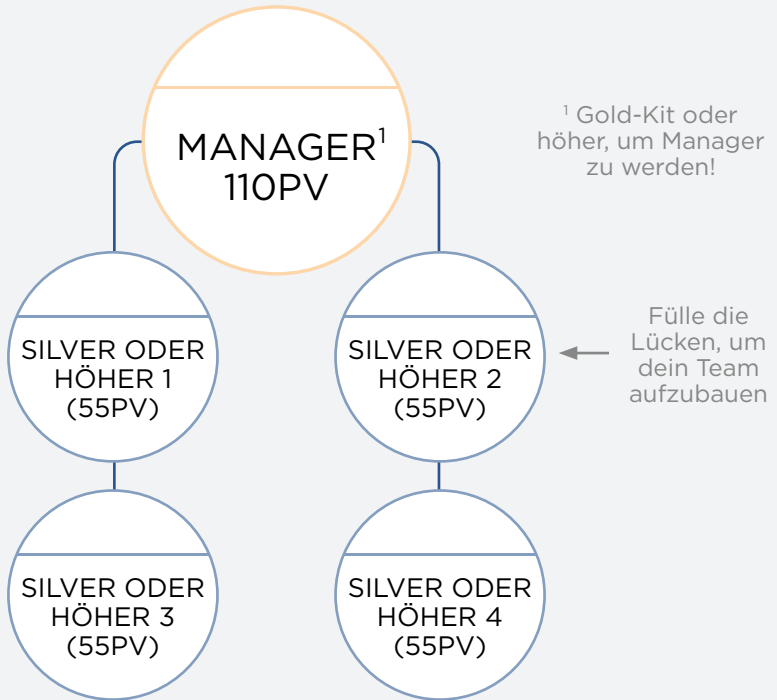 MANAGER¹
110PV
¹ Gold-Kit oder
höher, um Manager
zu werden!
SILVER ODER
HÖHER 1
(55PV)
SILVER ODER
HÖHER 2
(55PV)
Fülle die
Lücken, um
dein Team
aufzubauen
SILVER ODER
HÖHER 3
(55PV)
SILVER ODER
HÖHER 4
(55PV)